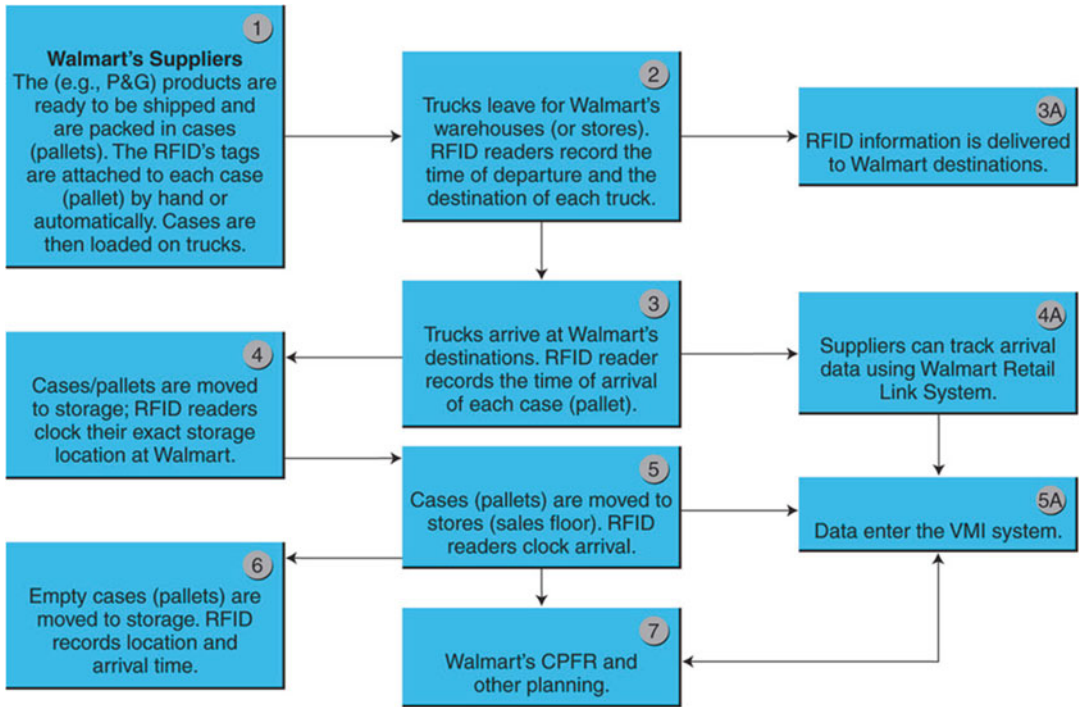 1
Walmart's Suppliers
The (e.g., P&G) products are
ready to be shipped and
are packed in cases
(pallets). The RFID's tags
are attached to each case
(pallet) by hand or
automatically. Cases are
then loaded on trucks.
2
Trucks leave for Walmart's
warehouses (or stores).
RFID readers record the
time of departure and the
destination of each truck.
3A
RFID information is delivered
to Walmart destinations.
3
Trucks arrive at Walmart's
destinations. RFID reader
records the time of arrival
of each case (pallet).
4A
Suppliers can track arrival
data using Walmart Retail
Link System.
4
Cases/pallets are moved
to storage; RFID readers
clock their exact storage
location at Walmart.
5
Cases (pallets) are moved to
stores (sales floor). RFID
readers clock arrival.
5A
Data enter the VMI system.
6
Empty cases (pallets) are
moved to storage. RFID
records location and
arrival time.
7
Walmart's CPFR and
other planning.